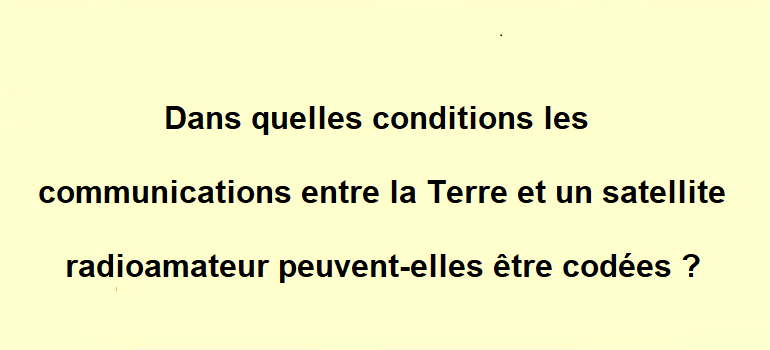 Dans quelles conditions les
communications entre la Terre et un satellite
radioamateur peuvent-elles être codées ?